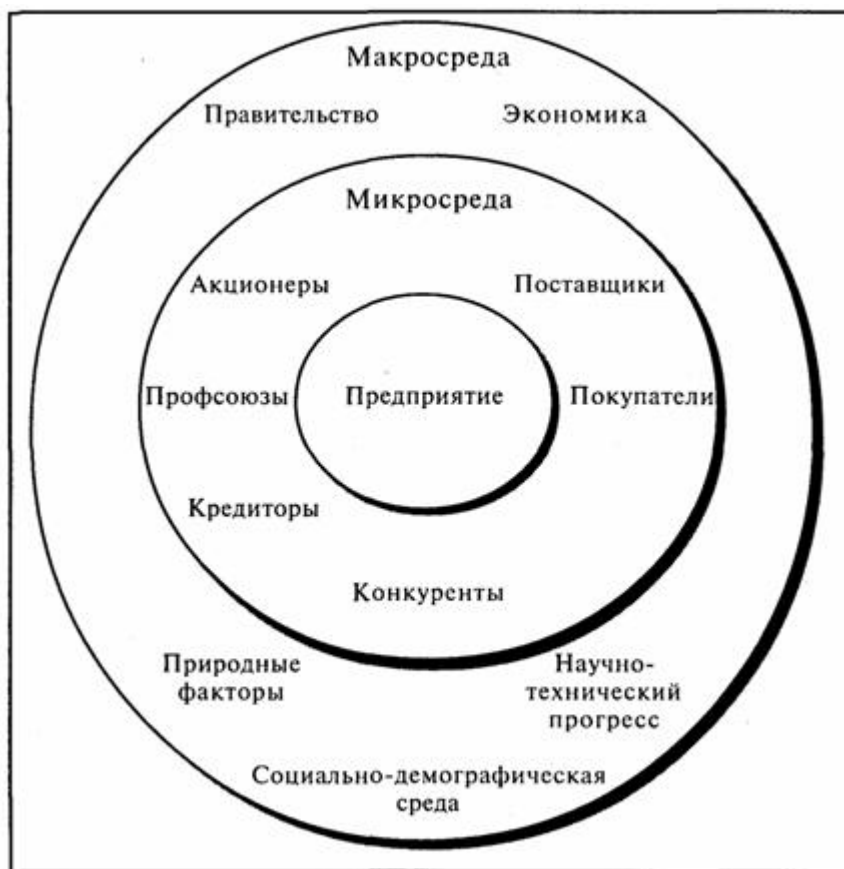 Макросреда
Правительство
Экономика
Микросреда
Акционеры
Поставщики
Профсоюзы
Предприятие
Покупатели
Кредиторы
Конкуренты
Природные
факторы
Научно-
технический
прогресс
Социально-демографическая
среда